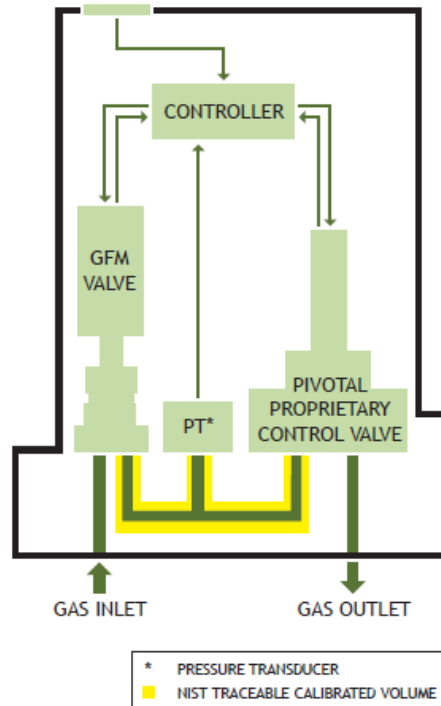 CONTROLLER
GFM
VALVE
PT*
PIVOTAL
PROPRIETARY
CONTROL VALVE
GAS INLET
GAS OUTLET
* PRESSURE TRANSDUCER
NIST TRACEABLE CALIBRATED VOLUME